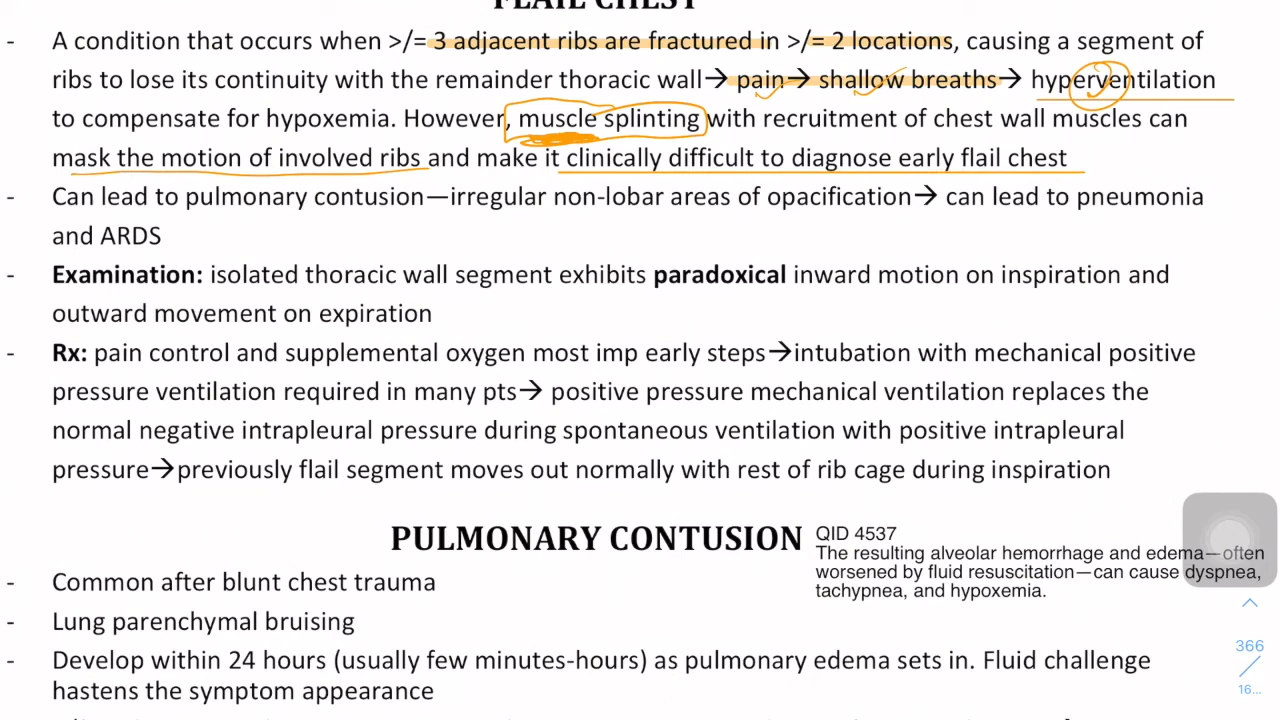 FLAIL CHEST
- A condition that occurs when >/= 3 adjacent ribs are fractured in >/= 2 locations, causing a segment of
ribs to lose its continuity with the remainder thoracic wall→ pain→ shallow breaths→ hyperventilation
to compensate for hypoxemia. However, muscle splinting with recruitment of chest wall muscles can
mask the motion of involved ribs and make it clinically difficult to diagnose early flail chest
- Can lead to pulmonary contusion—irregular non-lobar areas of opacification→ can lead to pneumonia
and ARDS
- Examination: isolated thoracic wall segment exhibits paradoxical inward motion on inspiration and
outward movement on expiration
- Rx: pain control and supplemental oxygen most imp early steps→intubation with mechanical positive
pressure ventilation required in many pts→ positive pressure mechanical ventilation replaces the
normal negative intrapleural pressure during spontaneous ventilation with positive intrapleural
pressure→previously flail segment moves out normally with rest of rib cage during inspiration
PULMONARY CONTUSION
QID 4537
The resulting alveolar hemorrhage and edema—often
worsened by fluid resuscitation—can cause dyspnea,
tachypnea, and hypoxemia.
- Common after blunt chest trauma
- Lung parenchymal bruising
- Develop within 24 hours (usually few minutes-hours) as pulmonary edema sets in. Fluid challenge
hastens the symptom appearance
366
16...